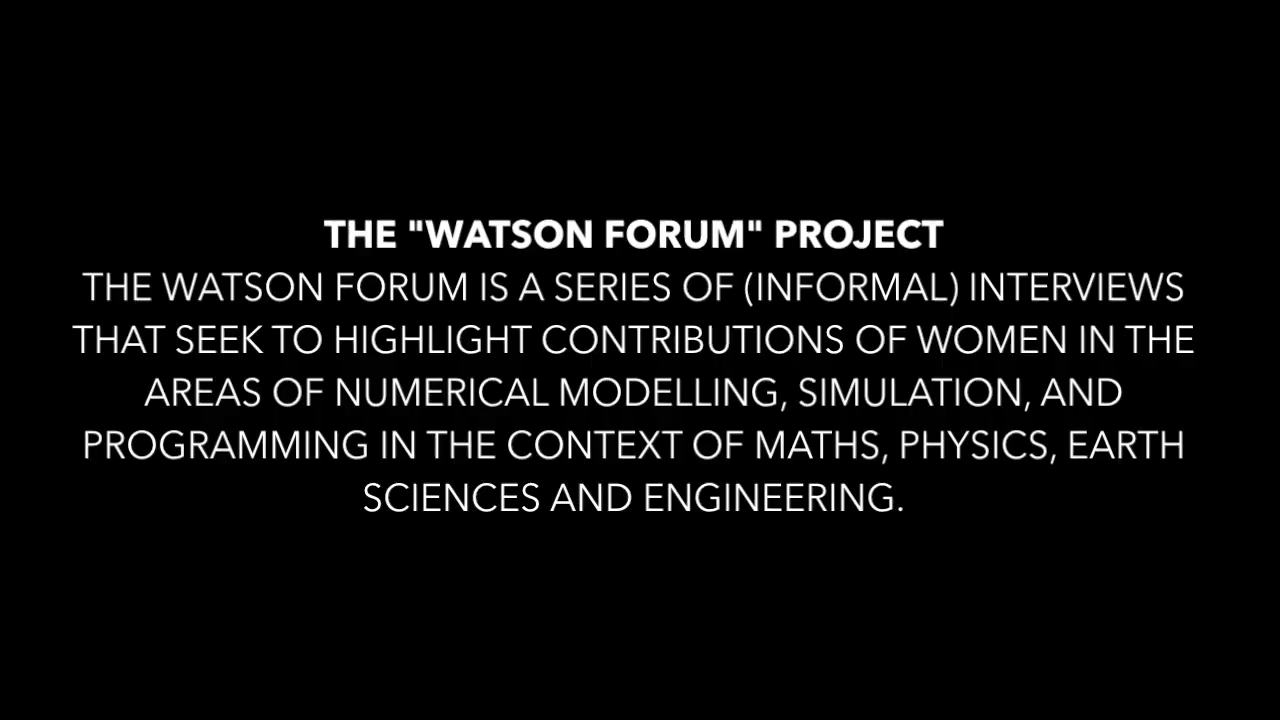 THE "WATSON FORUM" PROJECT
THE WATSON FORUM IS A SERIES OF (INFORMAL) INTERVIEWS
THAT SEEK TO HIGHLIGHT CONTRIBUTIONS OF WOMEN IN THE
AREAS OF NUMERICAL MODELLING, SIMULATION, AND
PROGRAMMING IN THE CONTEXT OF MATHS, PHYSICS, EARTH
SCIENCES AND ENGINEERING.